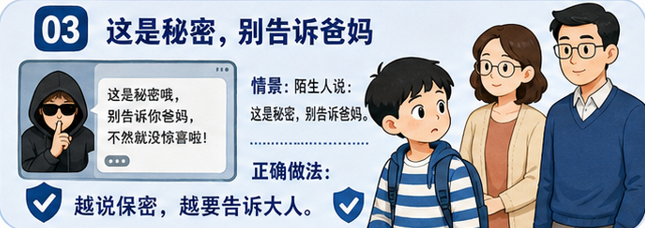 03 这是秘密，别告诉爸妈
这是秘密哦，
别告诉你爸妈，
不然就没惊喜啦！
情景：陌生人说：
这是秘密，别告诉爸妈。
正确做法：
越说保密，越要告诉大人。